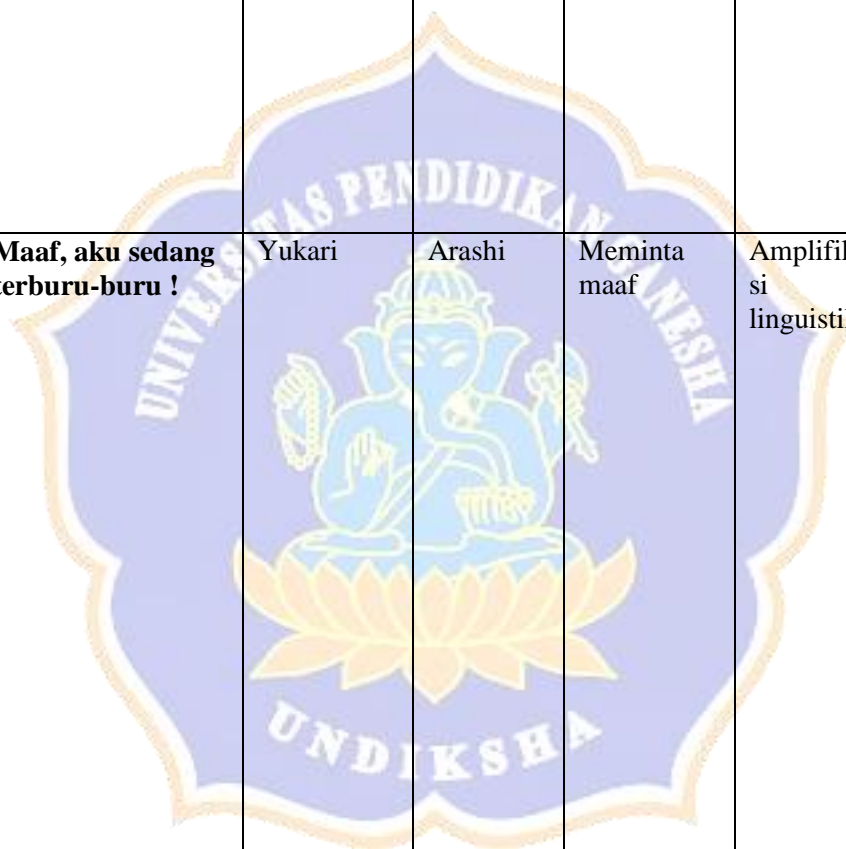 UNIVERSITAS PENDIDIKAN GANESHA
Maaf, aku sedang
terburu-buru !
Yukari
Arashi
Meminta
maaf
si
UNDIKSHA